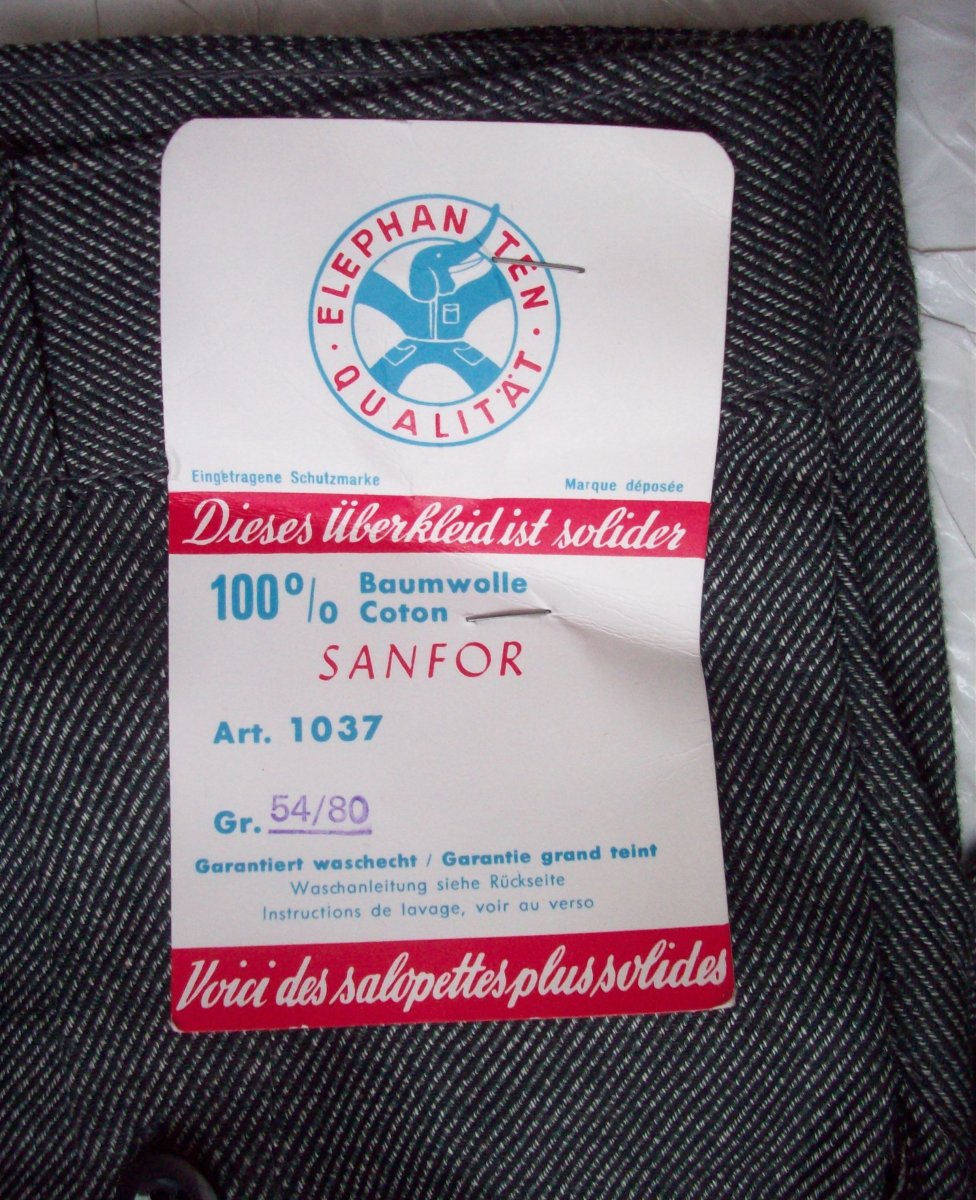 ELEPHANTEN
· QUALITÄT ·
Eingetragene Schutzmarke
Marque déposée
Dieses Überkleid ist solider
100% Baumwolle
Coton
SANFOR
Art. 1037
Gr. 54/80
Garantiert waschecht / Garantie grand teint
Waschanleitung siehe Rückseite
Instructions de lavage, voir au verso
Voici des salopettes plus solides